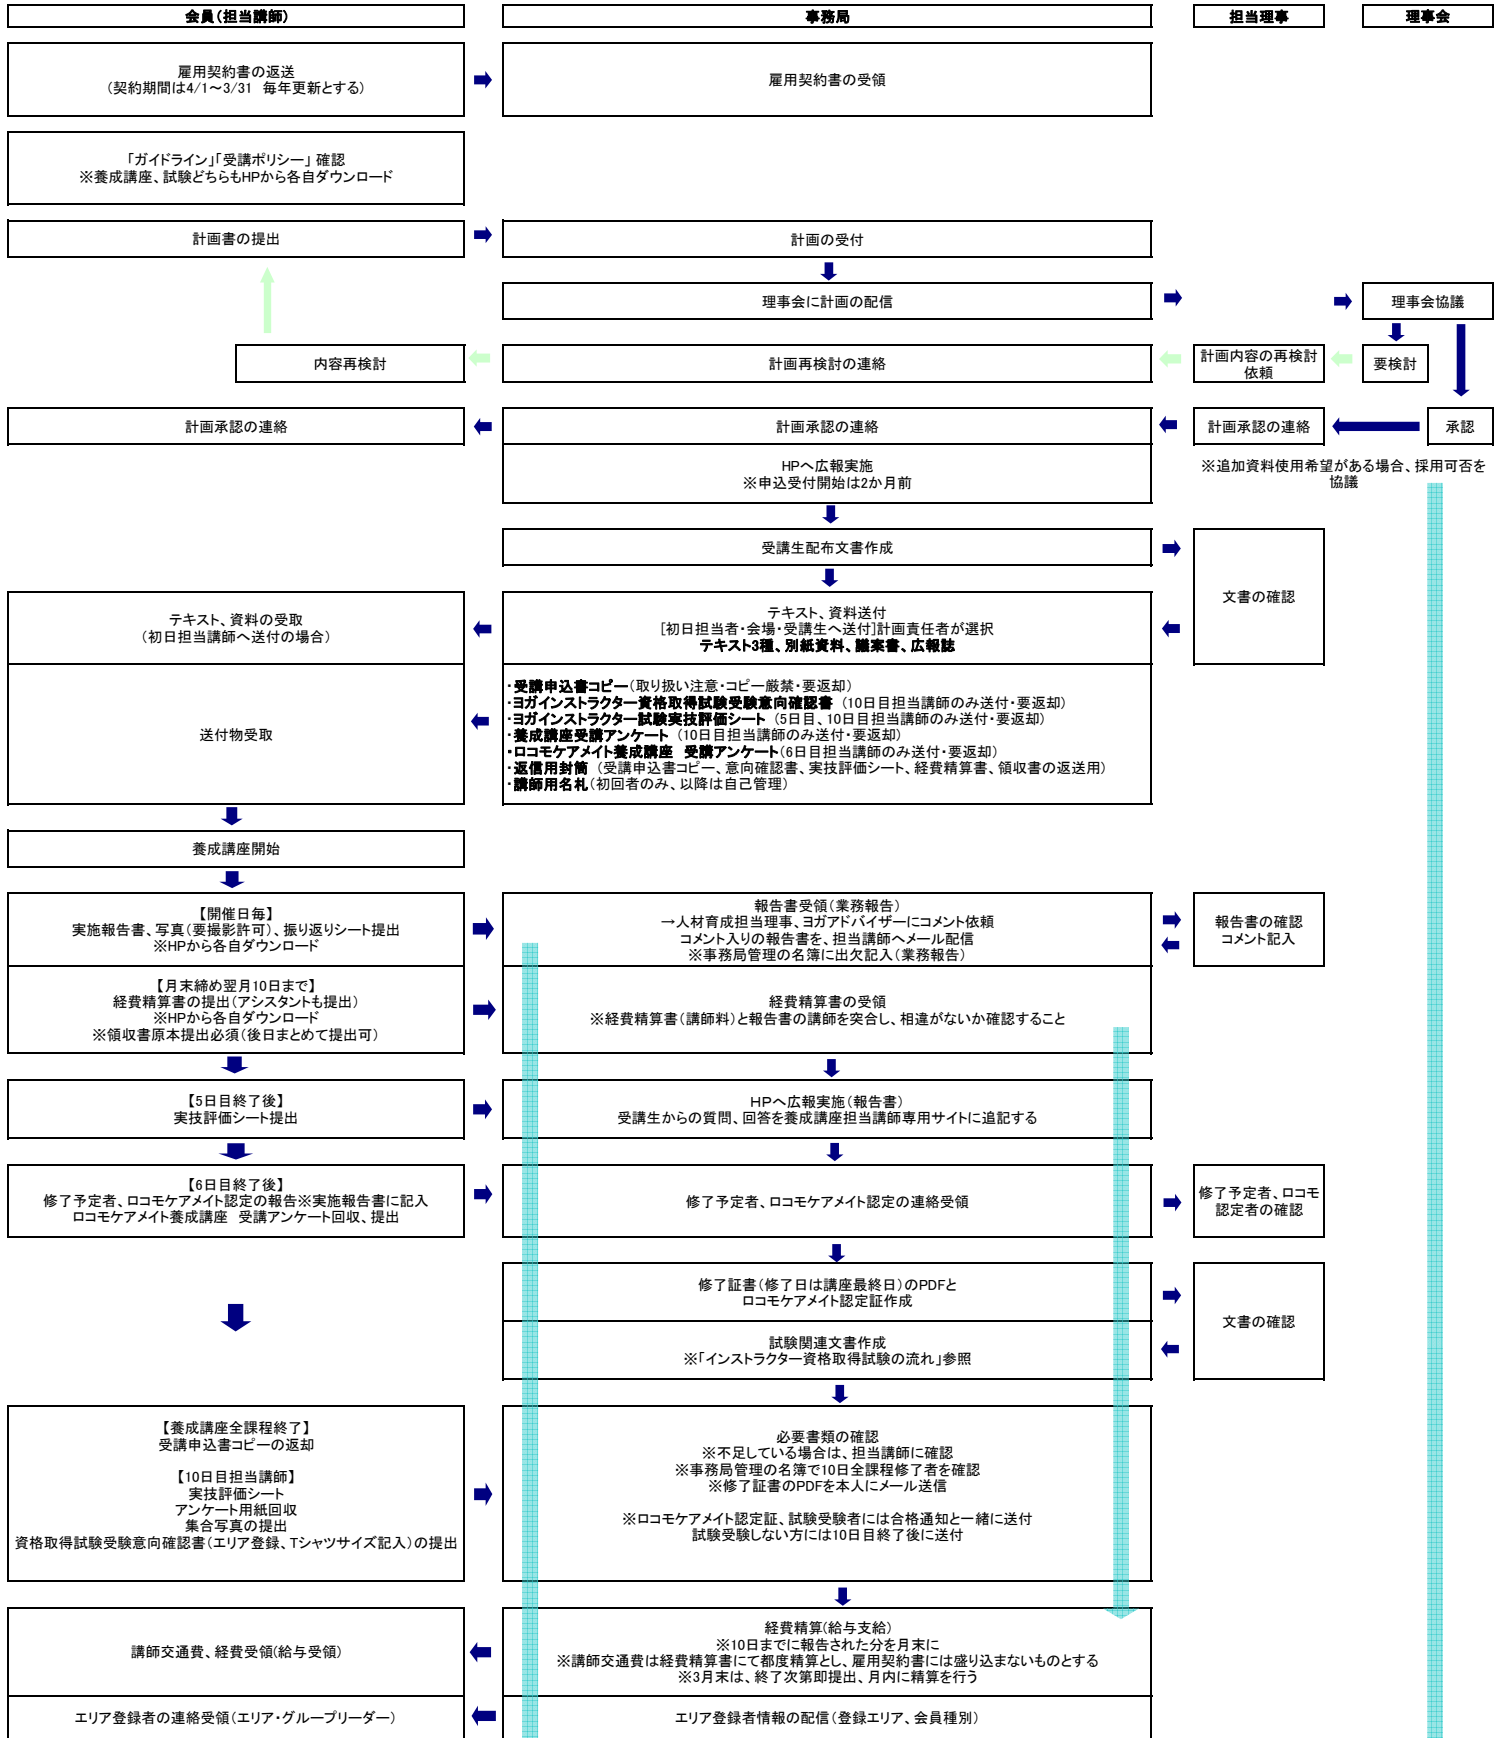 会員(担当講師)
事務局
担当理事
理事会
雇用契約書の返送
(契約期間は4/1～3/31　毎年更新とする)
雇用契約書の受領
「ガイドライン」「受講ポリシー」 確認
※養成講座、試験どちらもHPから各自ダウンロード
計画書の提出
計画の受付
理事会に計画の配信
理事会協議
内容再検討
計画再検討の連絡
計画内容の再検討
依頼
要検討
計画承認の連絡
計画承認の連絡
計画承認の連絡
承認
HPへ広報実施
※申込受付開始は2か月前
※追加資料使用希望がある場合、採用可否を
協議
受講生配布文書作成
文書の確認
テキスト、資料の受取
(初日担当講師へ送付の場合)
テキスト、資料送付
[初日担当者・会場・受講生へ送付]計画責任者が選択
テキスト3種、別紙資料、議案書、広報誌
送付物受取
・受講申込書コピー(取り扱い注意・コピー厳禁・要返却)
・ヨガインストラクター資格取得試験受験意向確認書 (10日目担当講師のみ送付・要返却)
・ヨガインストラクター試験実技評価シート (5日目、10日目担当講師のみ送付・要返却)
・養成講座受講アンケート (10日目担当講師のみ送付・要返却)
・ロコモケアメイト養成講座　受講アンケート(6日目担当講師のみ送付・要返却)
・返信用封筒 (受講申込書コピー、意向確認書、実技評価シート、経費精算書、領収書の返送用)
・講師用名札(初回者のみ、以降は自己管理)
養成講座開始
【開催日毎】
実施報告書、写真(要撮影許可)、振り返りシート提出
※HPから各自ダウンロード
報告書受領(業務報告)
→人材育成担当理事、ヨガアドバイザーにコメント依頼
コメント入りの報告書を、担当講師へメール配信
※事務局管理の名簿に出欠記入(業務報告)
報告書の確認
コメント記入
【月末締め翌月10日まで】
経費精算書の提出(アシスタントも提出)
※HPから各自ダウンロード
※領収書原本提出必須(後日まとめて提出可)
経費精算書の受領
※経費精算書(講師料)と報告書の講師を突合し、相違がないか確認すること
【5日目終了後】
実技評価シート提出
HPへ広報実施(報告書)
受講生からの質問、回答を養成講座担当講師専用サイトに追記する
【6日目終了後】
修了予定者、ロコモケアメイト認定の報告※実施報告書に記入
ロコモケアメイト養成講座　受講アンケート回収、提出
修了予定者、ロコモケアメイト認定の連絡受領
修了予定者、ロコモ
認定者の確認
修了証書(修了日は講座最終日)のPDFと
ロコモケアメイト認定証作成
文書の確認
試験関連文書作成
※「インストラクター資格取得試験の流れ」参照
【養成講座全課程終了】
受講申込書コピーの返却
【10日目担当講師】
実技評価シート
アンケート用紙回収
集合写真の提出
資格取得試験受験意向確認書(エリア登録、Tシャツサイズ記入)の提出
必要書類の確認
※不足している場合は、担当講師に確認
※事務局管理の名簿で10日全課程修了者を確認
※修了証書のPDFを本人にメール送信
※ロコモケアメイト認定証、試験受験者には合格通知と一緒に送付
試験受験しない方には10日目終了後に送付
講師交通費、経費受領(給与受領)
経費精算(給与支給)
※10日までに報告された分を月末に
※講師交通費は経費精算書にて都度精算とし、雇用契約書には盛り込まないものとする
※3月末は、終了次第即提出、月内に精算を行う
エリア登録者の連絡受領(エリア・グループリーダー)
エリア登録者情報の配信(登録エリア、会員種別)